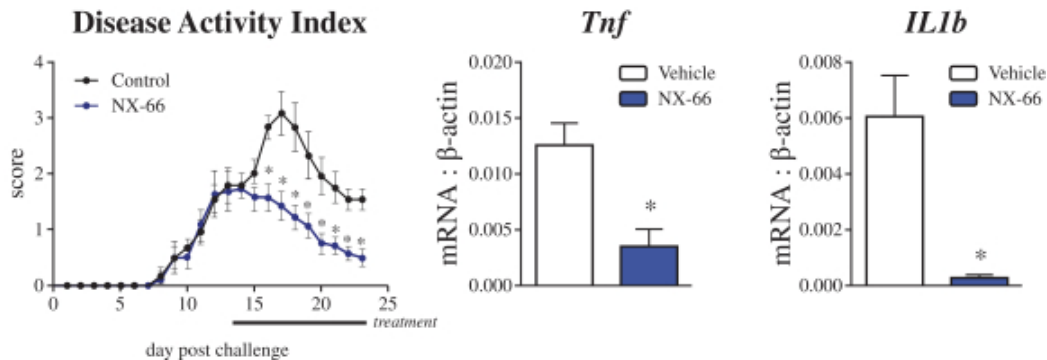 Disease Activity Index
4
3
2
1
0
score
Control
NX-66
* * * * * * * *
0 5 10 15 20 25
treatment
day post challenge
Tnf
0.020
0.015
0.010
0.005
0.000
mRNA : β-actin
Vehicle
NX-66
*
IL1b
0.008
0.006
0.004
0.002
0.000
mRNA : β-actin
Vehicle
NX-66
*